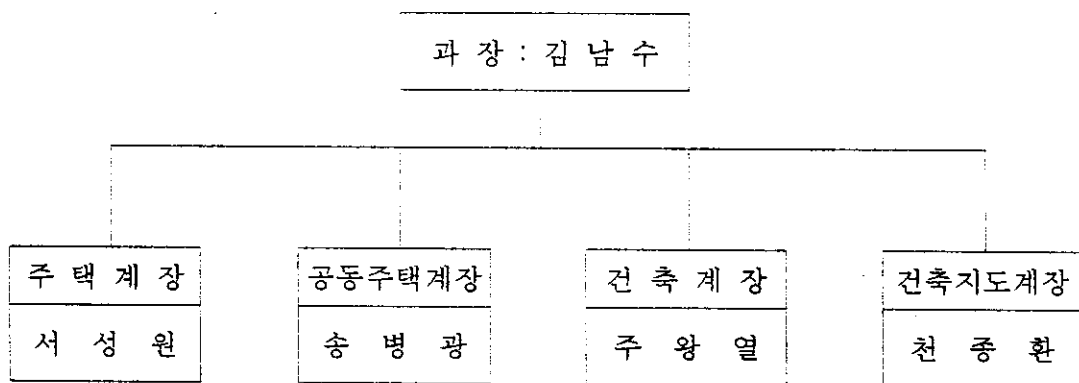 과 장 : 김 남 수
주 택 계 장 공동주택계장 건 축 계 장 건축지도계장
서 성 원 송 병 광 주 왕 열 천 종 환